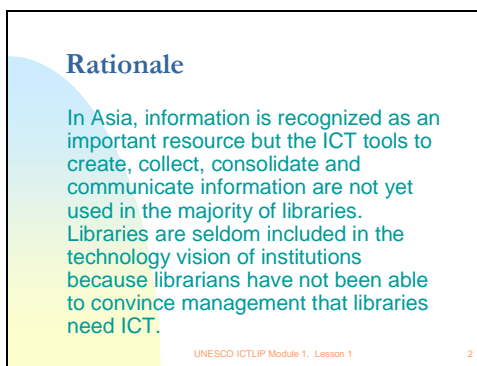 Rationale
In Asia, information is recognized as an
important resource but the ICT tools to
create, collect, consolidate and
communicate information are not yet
used in the majority of libraries.
Libraries are seldom included in the
technology vision of institutions
because librarians have not been able
to convince management that libraries
need ICT.
UNESCO ICTLIP Module 1. Lesson 1 2